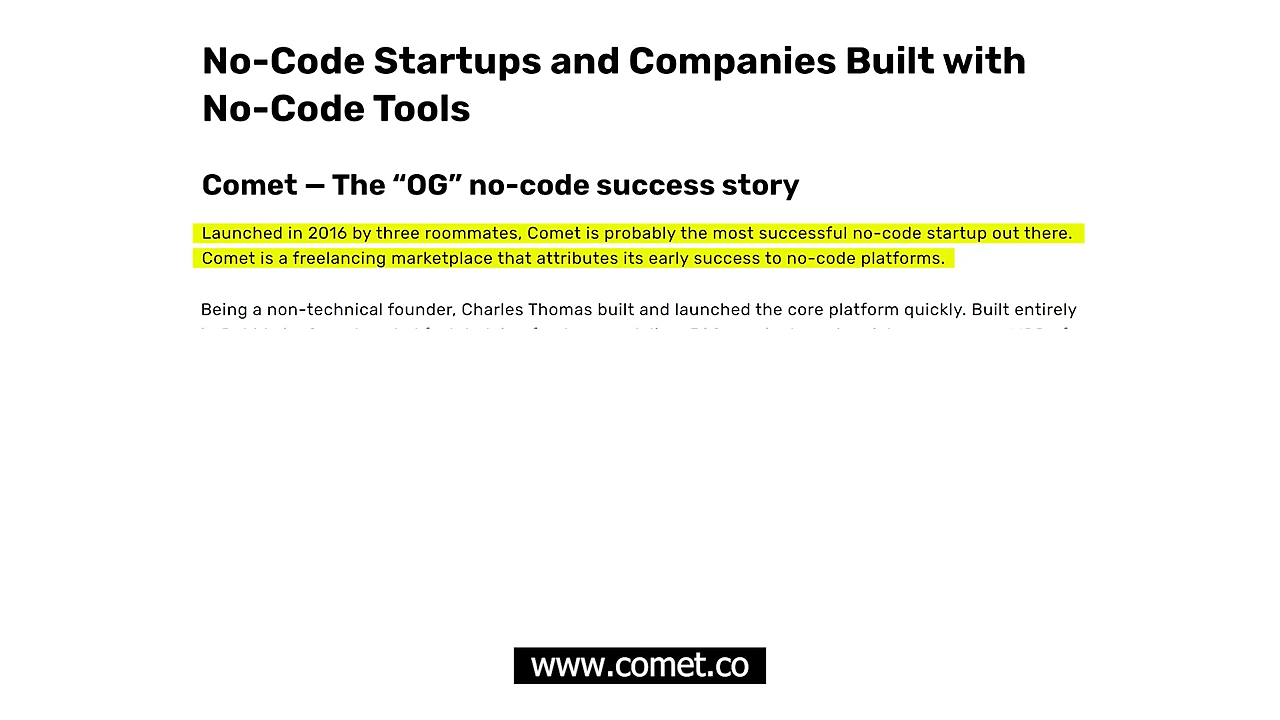 No-Code Startups and Companies Built with
No-Code Tools
Comet — The “OG” no-code success story
Launched in 2016 by three roommates, Comet is probably the most successful no-code startup out there.
Comet is a freelancing marketplace that attributes its early success to no-code platforms.
Being a non-technical founder, Charles Thomas built and launched the core platform quickly. Built entirely
www.comet.co